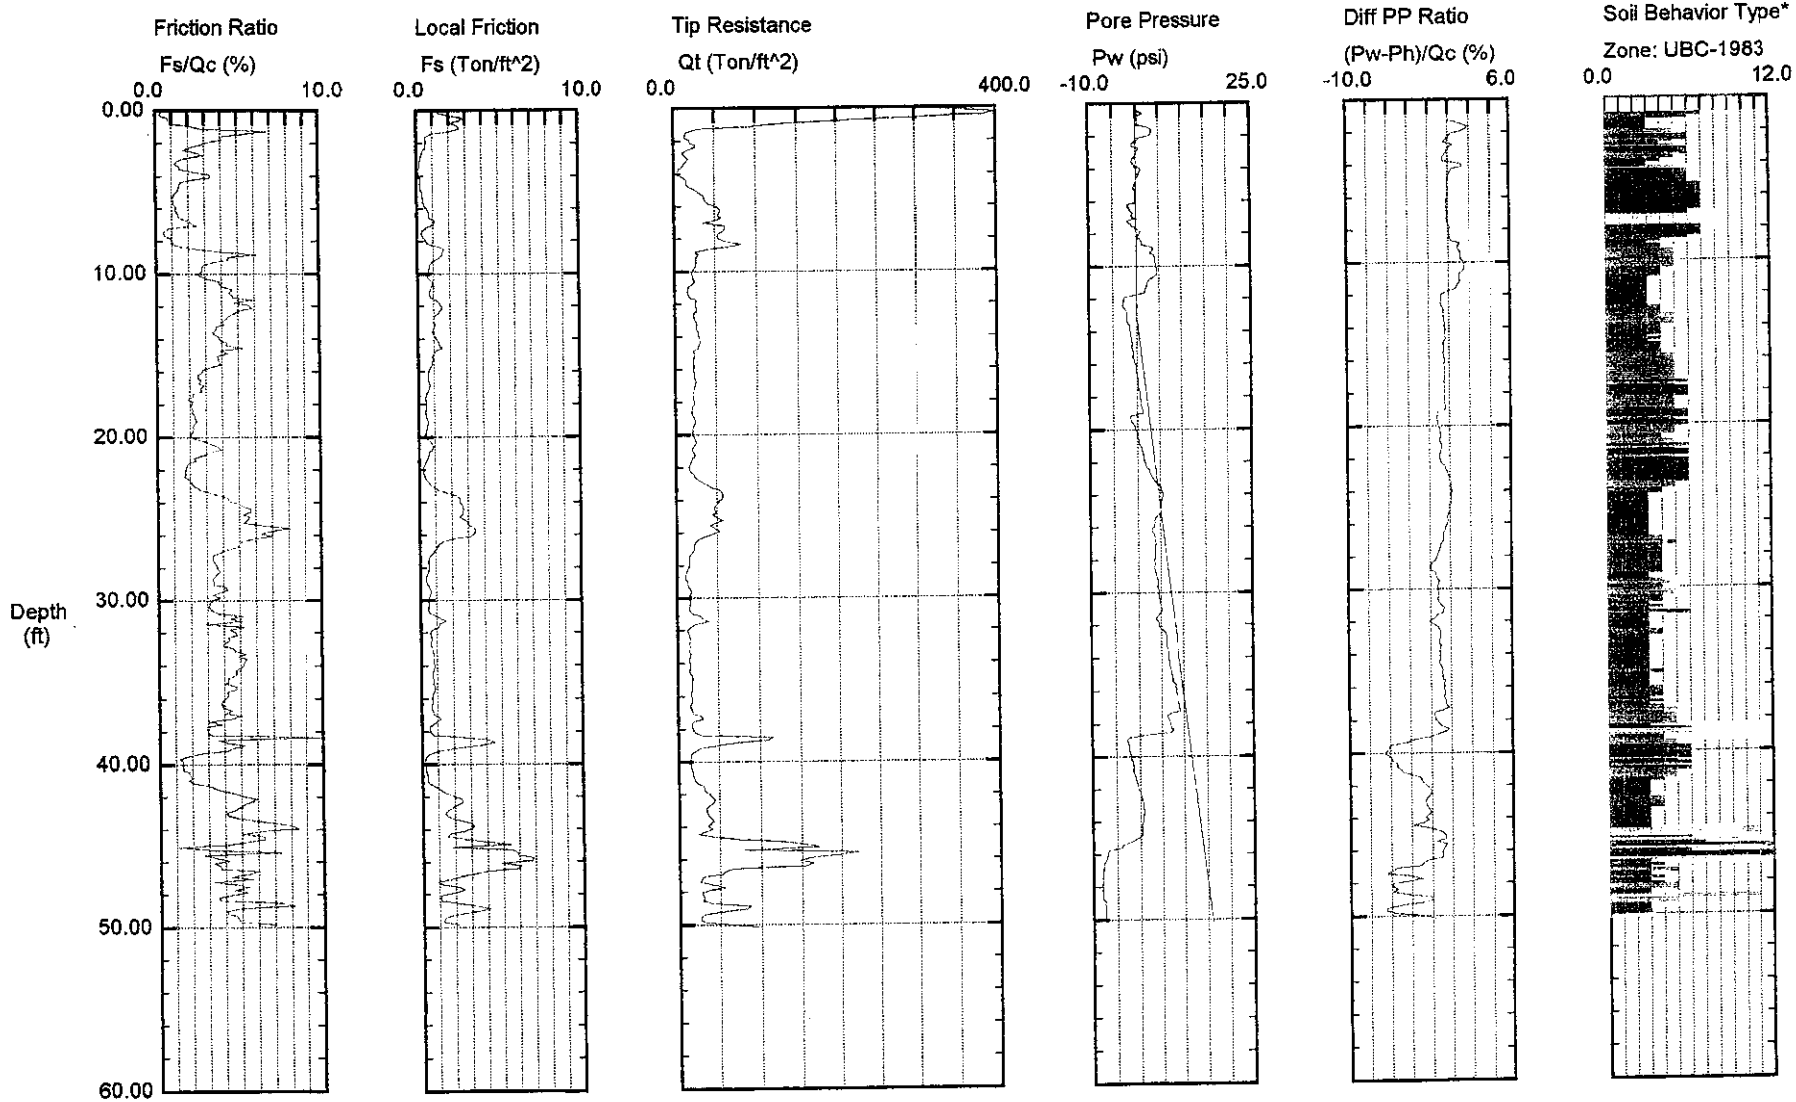 Friction Ratio
Fs/Qc (%)
0.0 10.0
Local Friction
Fs (Ton/ft^2)
0.0 10.0
Tip Resistance
Qt (Ton/ft^2)
0.0 400.0
Pore Pressure
Pw (psi)
-10.0 25.0
Diff PP Ratio
(Pw-Ph)/Qc (%)
-10.0 6.0
Soil Behavior Type*
Zone: UBC-1983
0.0 12.0
0.00
10.00
20.00
30.00
40.00
50.00
60.00
Depth
(ft)